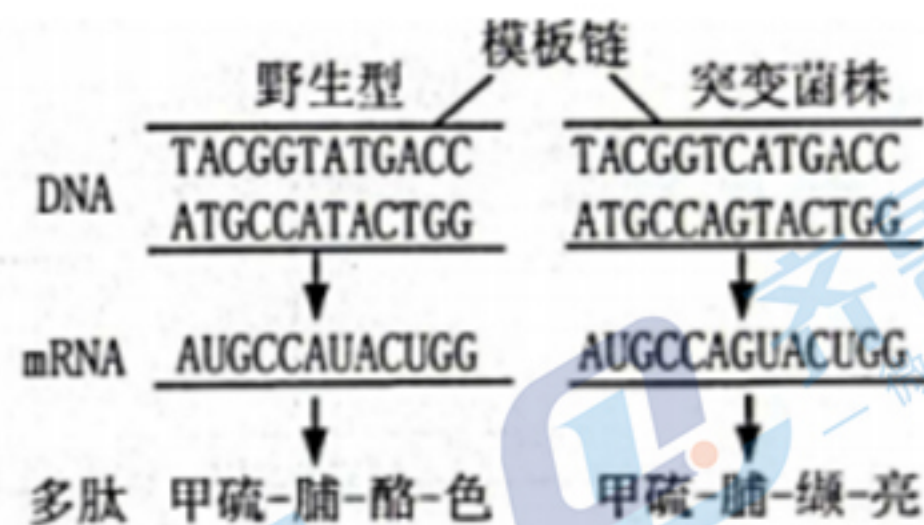 模板链
野生型 突变菌株
TACGGTATGACC TACGGTCATGACC
DNA
ATGCCATACTGG ATGCCAGTACTGG
mRNA AUGCCAUACUGG AUGCCAGUACUGG
多肽 甲硫-脯-酪-色 甲硫-脯-缬-亮